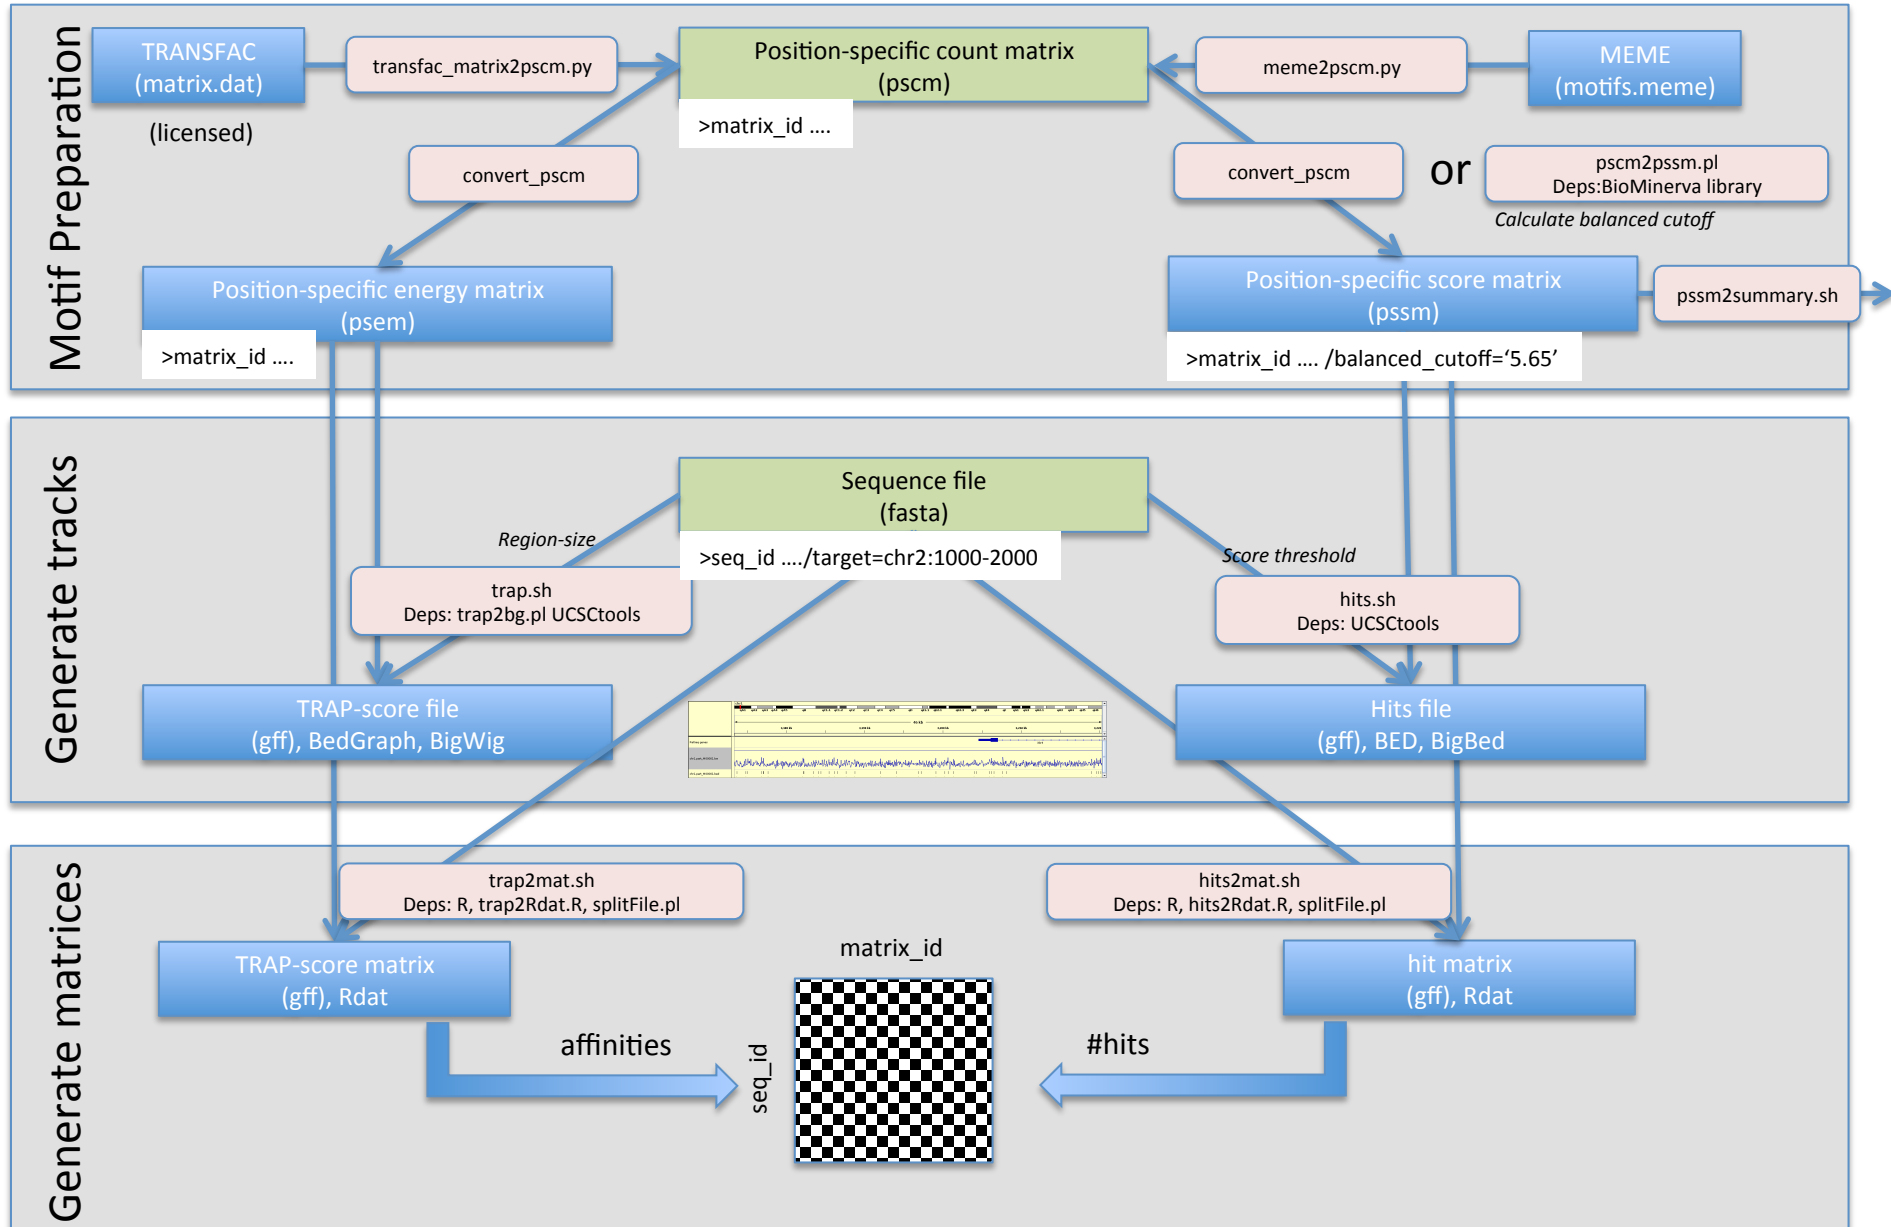 Motif Preparation
TRANSFAC
(matrix.dat)
(licensed)
transfac_matrix2pscm.py
Position-specific count matrix
(pscm)
>matrix_id ....
meme2pscm.py
MEME
(motifs.meme)
convert_pscm
convert_pscm
or
pscm2pssm.pl
Deps:BioMinerva library
Calculate balanced cutoff
Position-specific energy matrix
(psem)
>matrix_id ....
Position-specific score matrix
(pssm)
>matrix_id .... /balanced_cutoff=‘5.65’
pssm2summary.sh
Generate tracks
Sequence file
(fasta)
>seq_id ..../target=chr2:1000-2000
Region-size
trap.sh
Deps: trap2bg.pl UCSCtools
Score threshold
hits.sh
Deps: UCSCtools
TRAP-score file
(gff), BedGraph, BigWig
Hits file
(gff), BED, BigBed
Generate matrices
trap2mat.sh
Deps: R, trap2Rdat.R, splitFile.pl
hits2mat.sh
Deps: R, hits2Rdat.R, splitFile.pl
TRAP-score matrix
(gff), Rdat
matrix_id
hit matrix
(gff), Rdat
affinities
seq_id
#hits